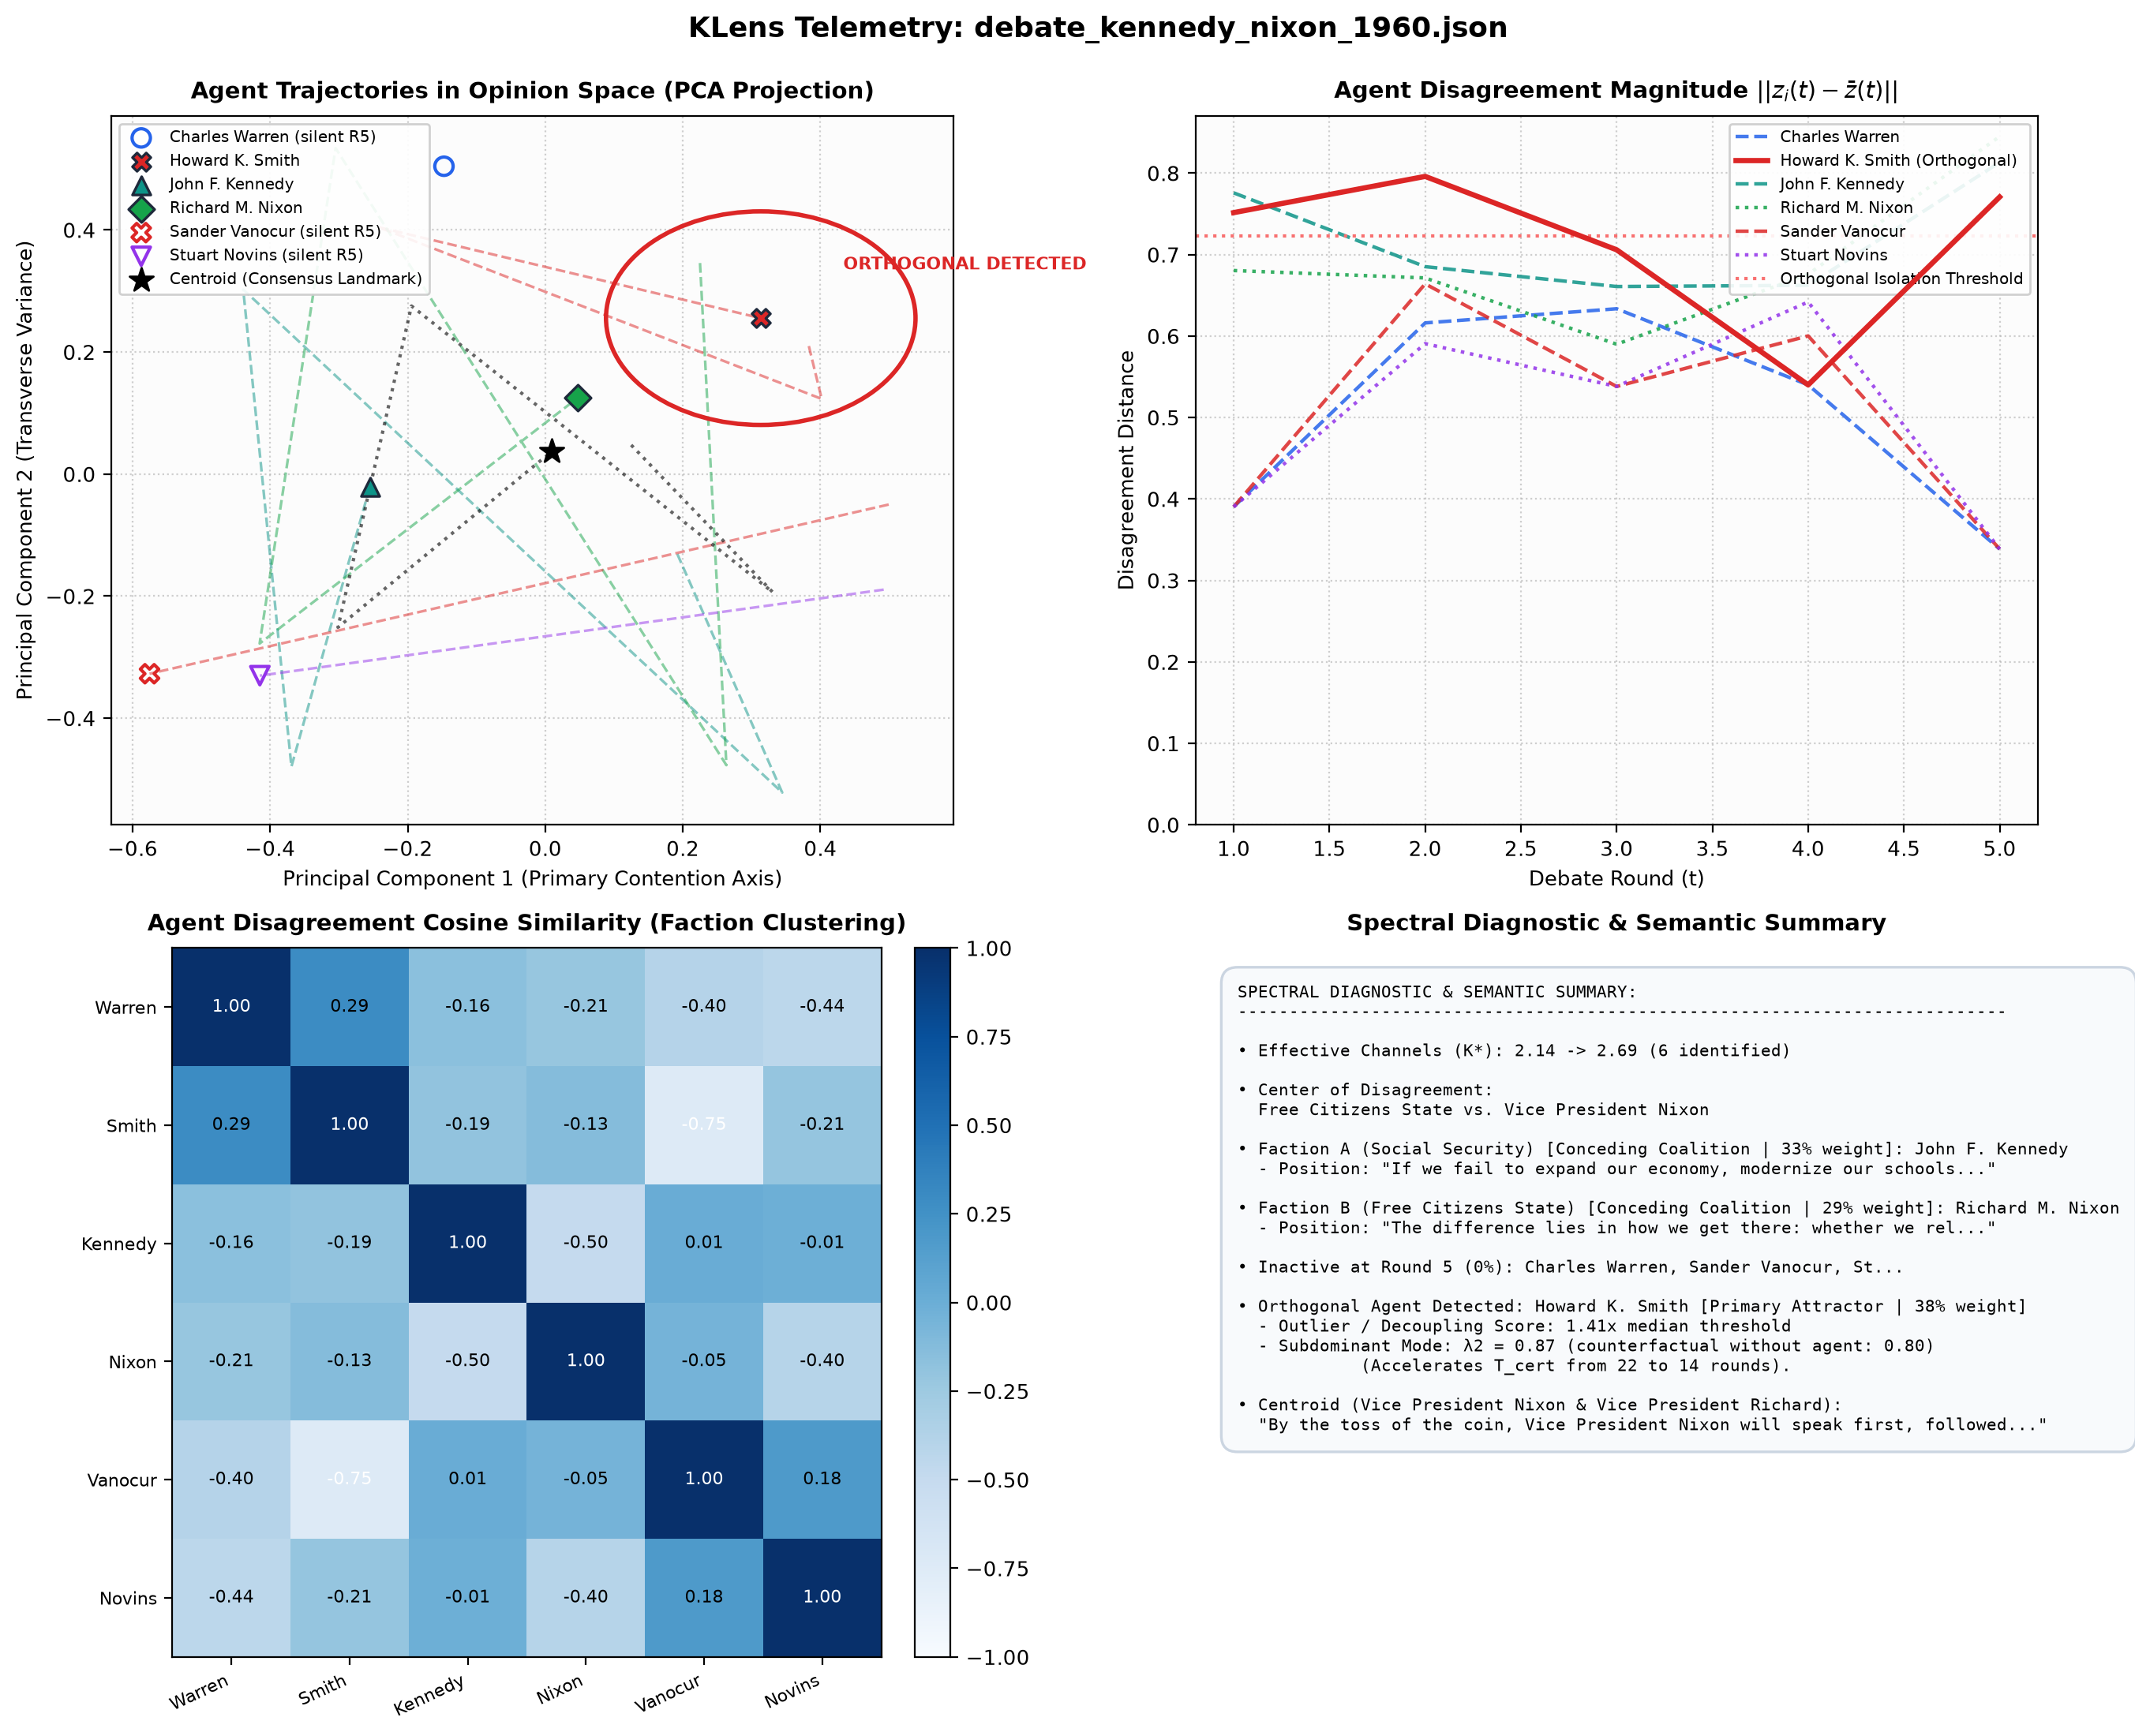 KLens Telemetry: debate_kennedy_nixon_1960.json
Agent Trajectories in Opinion Space (PCA Projection)
Charles Warren (silent R5)
Howard K. Smith
John F. Kennedy
Richard M. Nixon
Sander Vanocur (silent R5)
Stuart Novins (silent R5)
Centroid (Consensus Landmark)
ORTHOGONAL DETECTED
Principal Component 2 (Transverse Variance)
0.4
0.2
0.0
−0.2
−0.4
−0.6
−0.4
−0.2
0.0
0.2
0.4
Principal Component 1 (Primary Contention Axis)
Agent Disagreement Magnitude ||z_i(t) − z̄(t)||
Charles Warren
Howard K. Smith (Orthogonal)
John F. Kennedy
Richard M. Nixon
Sander Vanocur
Stuart Novins
Orthogonal Isolation Threshold
Disagreement Distance
0.8
0.7
0.6
0.5
0.4
0.3
0.2
0.1
0.0
1.0
1.5
2.0
2.5
3.0
3.5
4.0
4.5
5.0
Debate Round (t)
Agent Disagreement Cosine Similarity (Faction Clustering)
Warren 1.00 0.29 -0.16 -0.21 -0.40 -0.44
Smith 0.29 1.00 -0.19 -0.13 -0.75 -0.21
Kennedy -0.16 -0.19 1.00 -0.50 0.01 -0.01
Nixon -0.21 -0.13 -0.50 1.00 -0.05 -0.40
Vanocur -0.40 -0.75 0.01 -0.05 1.00 0.18
Novins -0.44 -0.21 -0.01 -0.40 0.18 1.00
Warren
Smith
Kennedy
Nixon
Vanocur
Novins
1.00
0.75
0.50
0.25
0.00
−0.25
−0.50
−0.75
−1.00
Spectral Diagnostic & Semantic Summary
SPECTRAL DIAGNOSTIC & SEMANTIC SUMMARY:
---------------------------------------------------------------------------
• Effective Channels (K*): 2.14 -> 2.69 (6 identified)
• Center of Disagreement:
Free Citizens State vs. Vice President Nixon
• Faction A (Social Security) [Conceding Coalition | 33% weight]: John F. Kennedy
- Position: "If we fail to expand our economy, modernize our schools..."
• Faction B (Free Citizens State) [Conceding Coalition | 29% weight]: Richard M. Nixon
- Position: "The difference lies in how we get there: whether we rel..."
• Inactive at Round 5 (0%): Charles Warren, Sander Vanocur, St...
• Orthogonal Agent Detected: Howard K. Smith [Primary Attractor | 38% weight]
- Outlier / Decoupling Score: 1.41x median threshold
- Subdominant Mode: λ2 = 0.87 (counterfactual without agent: 0.80)
(Accelerates T_cert from 22 to 14 rounds).
• Centroid (Vice President Nixon & Vice President Richard):
"By the toss of the coin, Vice President Nixon will speak first, followed..."